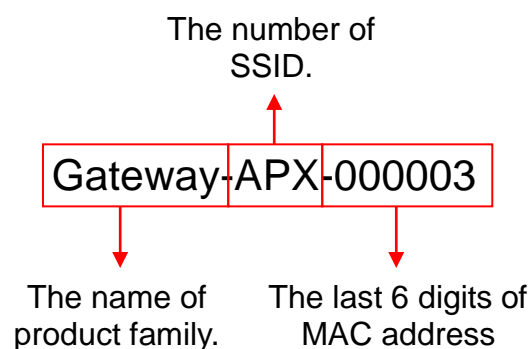 The number of
SSID.
Gateway-APX-000003
The name of
product family.
The last 6 digits of
MAC address